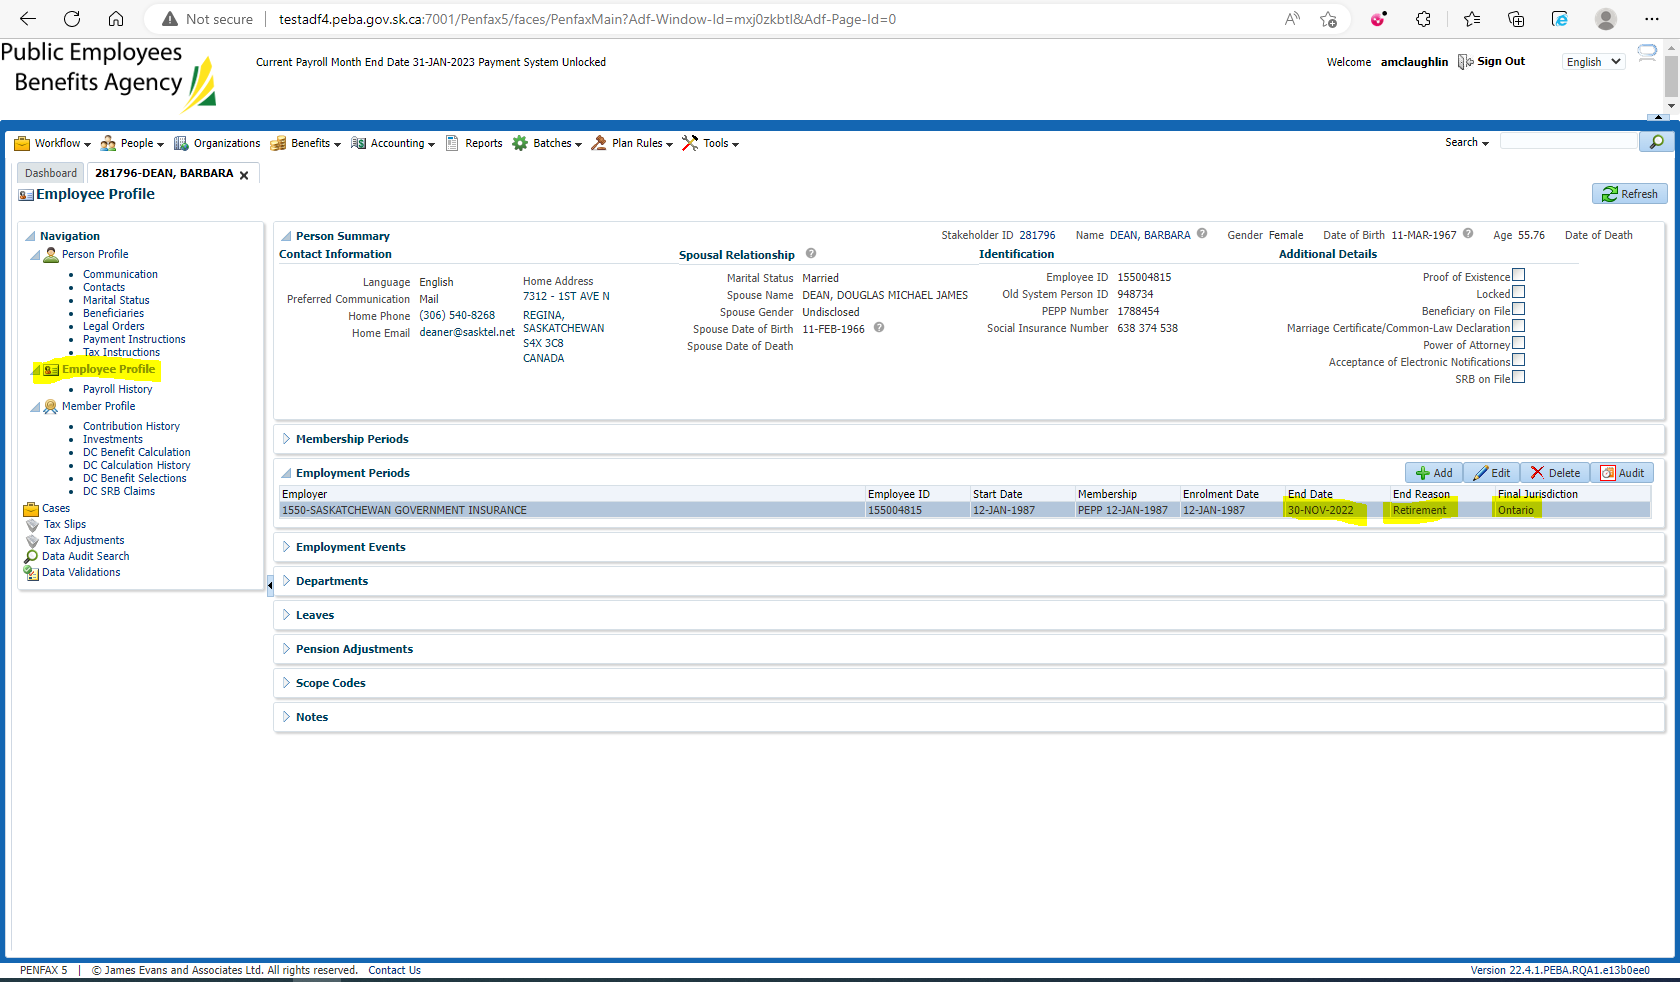 Not secure testadf4.peba.gov.sk.ca:7001/Penfax5/faces/PenfaxMain?Adf-Window-Id=mxj0zkbtl&Adf-Page-Id=0
Public Employees
Benefits Agency
Current Payroll Month End Date 31-JAN-2023 Payment System Unlocked
Welcome amclaughlin Sign Out English
Workflow People Organizations Benefits Accounting Reports Batches Plan Rules Tools Search
Dashboard 281796-DEAN, BARBARA
Employee Profile
Refresh
Navigation
Person Profile
Communication
Contacts
Marital Status
Beneficiaries
Legal Orders
Payment Instructions
Tax Instructions
Employee Profile
Payroll History
Member Profile
Contribution History
Investments
DC Benefit Calculation
DC Calculation History
DC Benefit Selections
DC SRB Claims
Cases
Tax Slips
Tax Adjustments
Data Audit Search
Data Validations
Person Summary Stakeholder ID 281796 Name DEAN, BARBARA Gender Female Date of Birth 11-MAR-1967 Age 55.76 Date of Death
Contact Information
Language English
Preferred Communication Mail
Home Phone (306) 540-8268
Home Email deaner@sasktel.net
Home Address
7312 - 1ST AVE N
REGINA,
SASKATCHEWAN
S4X 3C8
CANADA
Spousal Relationship
Marital Status Married
Spouse Name DEAN, DOUGLAS MICHAEL JAMES
Spouse Gender Undisclosed
Spouse Date of Birth 11-FEB-1966
Spouse Date of Death
Identification
Employee ID 155004815
Old System Person ID 948734
PEPP Number 1788454
Social Insurance Number 638 374 538
Additional Details
Proof of Existence
Locked
Beneficiary on File
Marriage Certificate/Common-Law Declaration
Power of Attorney
Acceptance of Electronic Notifications
SRB on File
Membership Periods
Employment Periods Add Edit Delete Audit
Employer Employee ID Start Date Membership Enrolment Date End Date End Reason Final Jurisdiction
1550-SASKATCHEWAN GOVERNMENT INSURANCE 155004815 12-JAN-1987 PEPP 12-JAN-1987 12-JAN-1987 30-NOV-2022 Retirement Ontario
Employment Events
Departments
Leaves
Pension Adjustments
Scope Codes
Notes
PENFAX 5 | © James Evans and Associates Ltd. All rights reserved. Contact Us Version 22.4.1.PEBA.RQA1.e13b0ee0